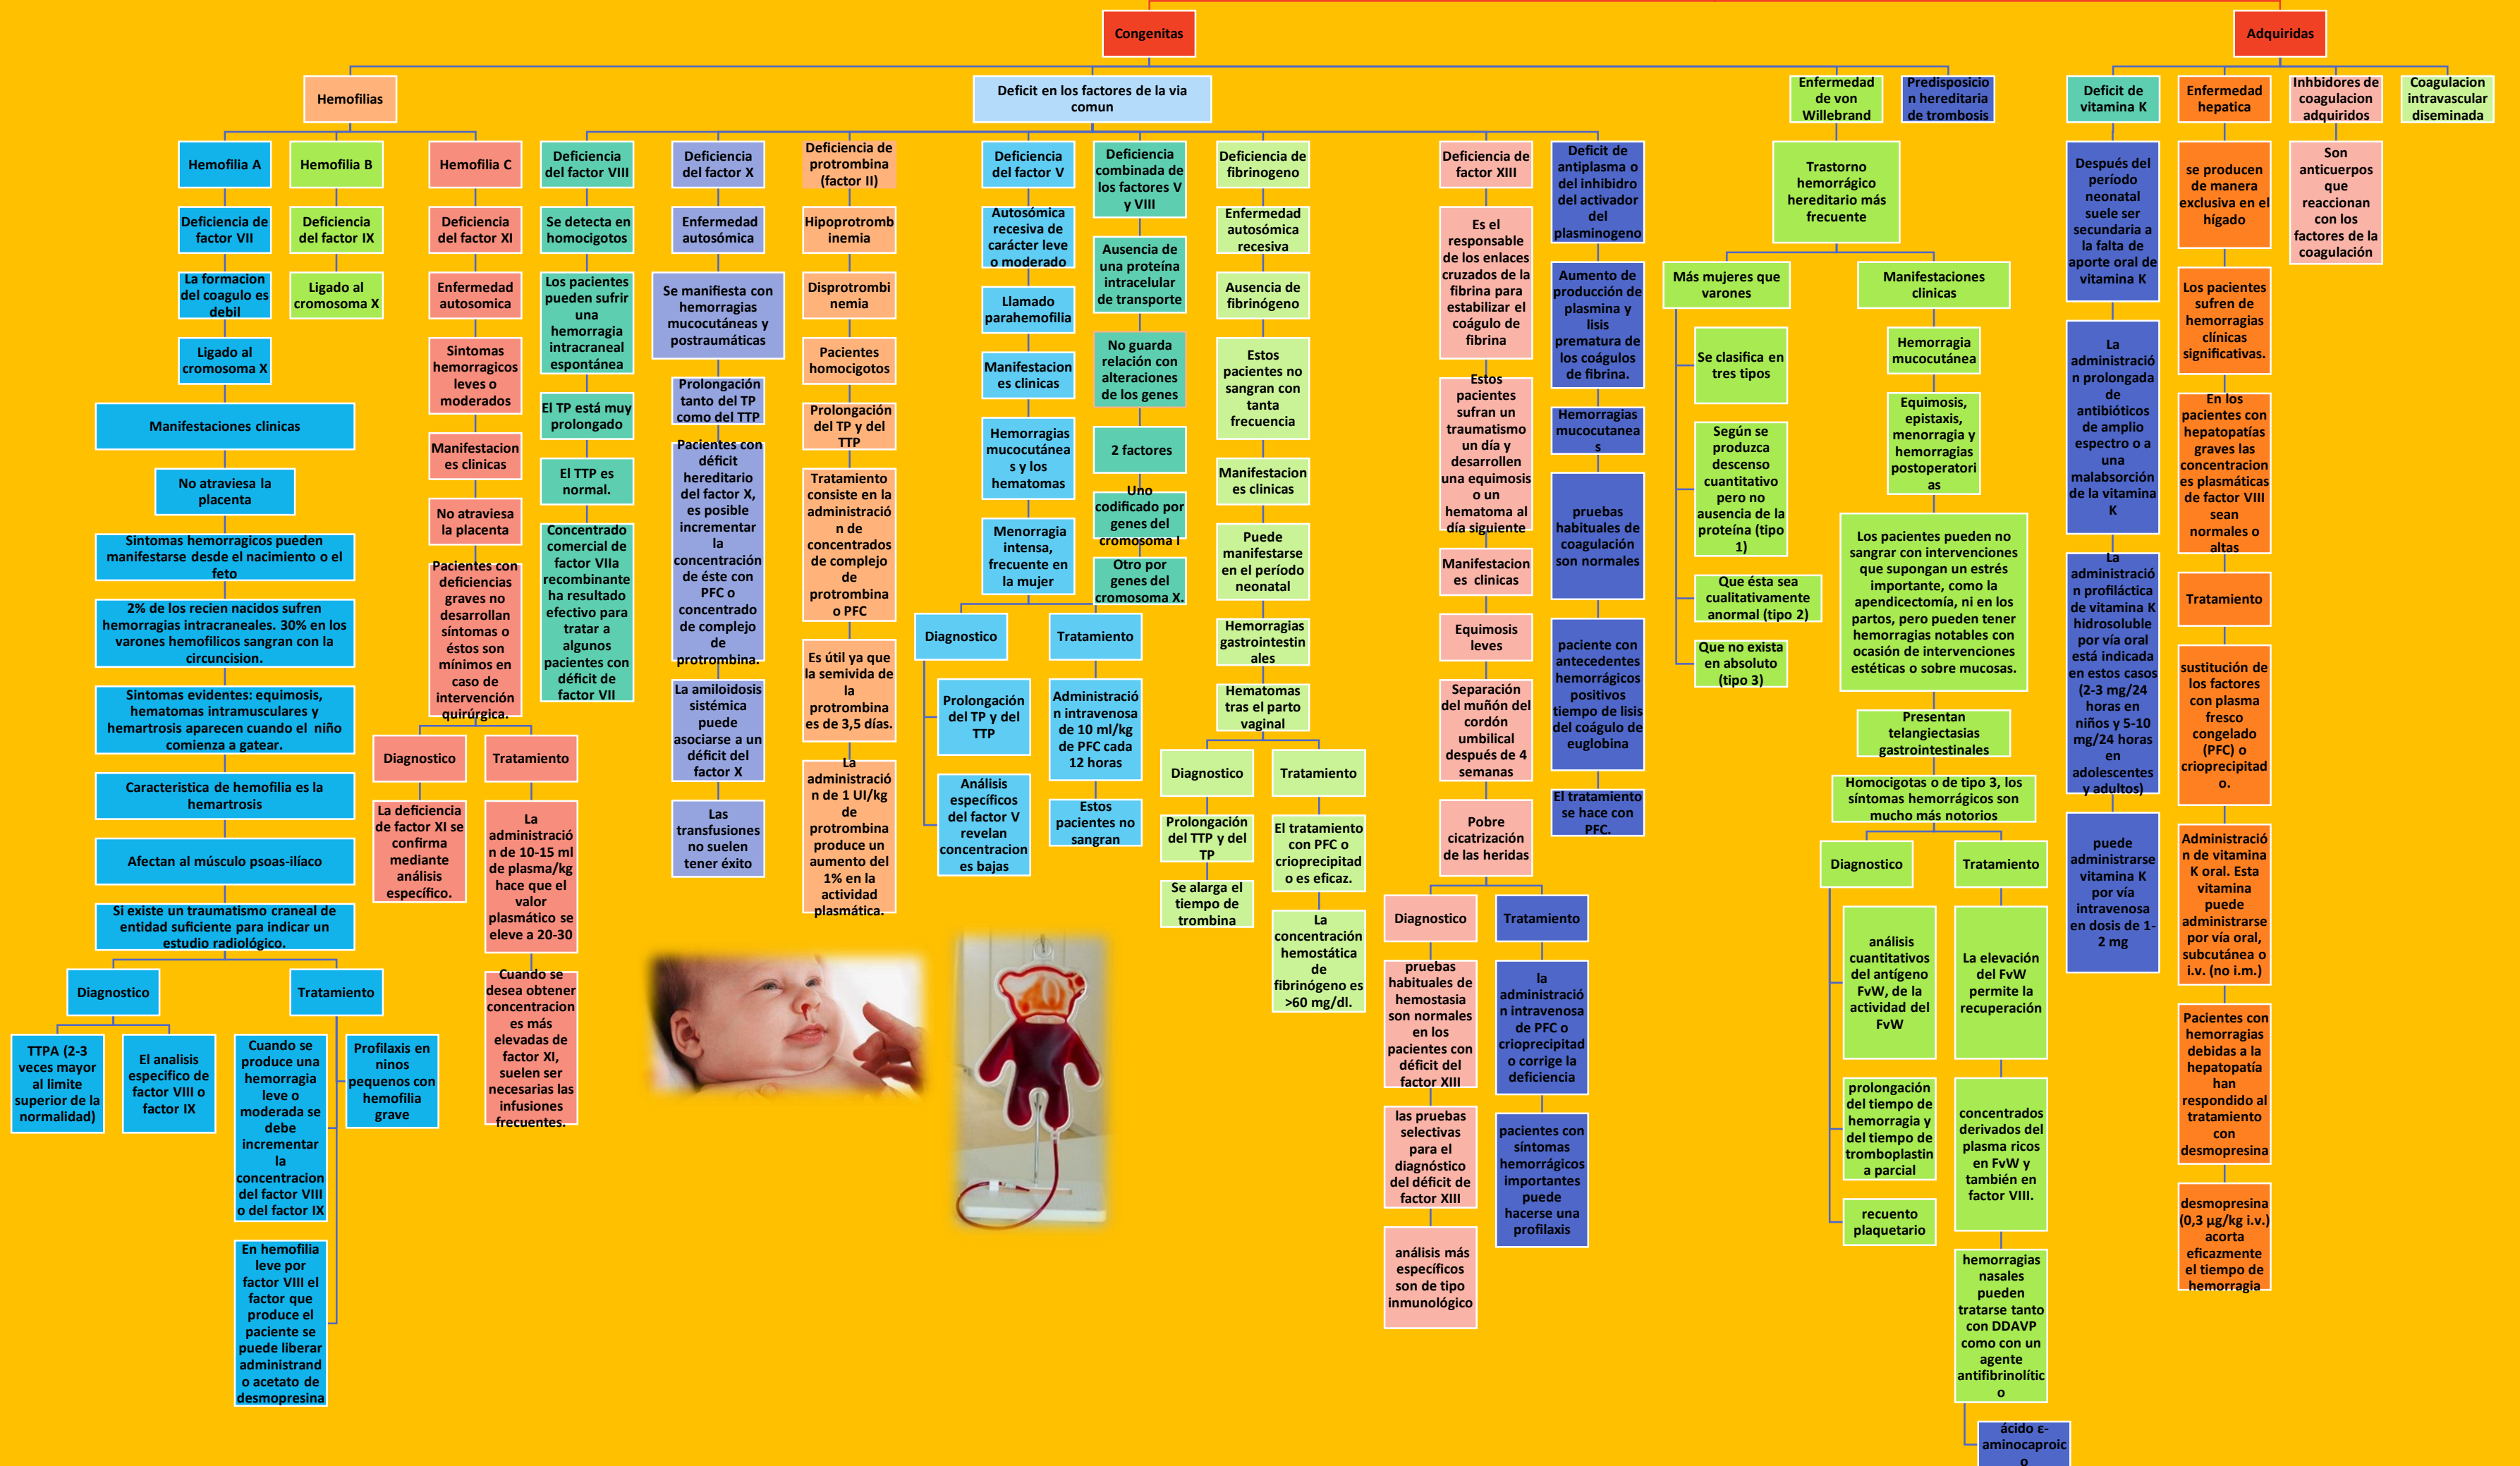 Congenitas
Adquiridas
Hemofilias
Deficit en los factores de la via
comun
Enfermedad
de von
Willebrand
Predisposicio
n hereditaria
de trombosis
Deficit de
vitamina K
Enfermedad
hepatica
Inhbidores de
coagulacion
adquiridos
Coagulacion
intravascular
diseminada
Hemofilia A
Deficiencia de
factor VII
La formacion
del coagulo es
debil
Ligado al
cromosoma X
Manifestaciones clinicas
No atraviesa la
placenta
Sintomas hemorragicos pueden
manifestarse desde el nacimiento o el
feto
2% de los recien nacidos sufren
hemorragias intracraneales. 30% en los
varones hemofilicos sangran con la
circuncision.
Sintomas evidentes: equimosis,
hematomas intramusculares y
hemartrosis aparecen cuando el niño
comienza a gatear.
Caracteristica de hemofilia es la
hemartrosis
Afectan al músculo psoas-ilíaco
Si existe un traumatismo craneal de
entidad suficiente para indicar un
estudio radiológico.
Diagnostico
TTPA (2-3
veces mayor
al limite
superior de la
normalidad)
El analisis
especifico de
factor VIII o
factor IX
Tratamiento
Cuando se
produce una
hemorragia
leve o
moderada se
debe
incrementar
la
concentracion
del factor VIII
o del factor IX
Profilaxis en
ninos
pequenos con
hemofilia
grave
En hemofilia
leve por
factor VIII el
factor que
produce el
paciente se
puede liberar
administrand
o acetato de
desmopresina
Hemofilia B
Deficiencia
del factor IX
Ligado al
cromosoma X
Hemofilia C
Deficiencia
del factor XI
Enfermedad
autosomica
Sintomas
hemorragicos
leves o
moderados
Manifestacion
es clinicas
No atraviesa
la placenta
Pacientes con
deficiencias
graves no
desarrollan
síntomas o
éstos son
mínimos en
caso de
intervención
quirúrgica.
Diagnostico
La deficiencia
de factor XI se
confirma
mediante
análisis
específico.
Tratamiento
La
administració
n de 10-15 ml
de plasma/kg
hace que el
valor
plasmático se
eleve a 20-30
Cuando se
desea obtener
concentracion
es más
elevadas de
factor XI,
suelen ser
necesarias las
infusiones
frecuentes.
Deficiencia
del factor VIII
Se detecta en
homocigotos
Los pacientes
pueden sufrir
una
hemorragia
intracraneal
espontánea
El TP está muy
prolongado
El TTP es
normal.
Concentrado
comercial de
factor VIIa
recombinante
ha resultado
efectivo para
tratar a
algunos
pacientes con
déficit de
factor VII
Deficiencia
del factor X
Enfermedad
autosómica
Se manifiesta con
hemorragias
mucocutáneas y
postraumáticas
Prolongación
tanto del TP
como del TTP
Pacientes con
déficit
hereditario
del factor X,
es posible
incrementar
la
concentración
de éste con
PFC o
concentrado
de complejo
de
protrombina.
La amiloidosis
sistémica
puede
asociarse a un
déficit del
factor X
Las
transfusiones
no suelen
tener éxito
Deficiencia de
protrombina
(factor II)
Hipoprotromb
inemia
Disprotrombi
nemia
Pacientes
homocigotos
Prolongación
del TP y del
TTP
Tratamiento
consiste en la
administració
n de
concentrados
de complejo
de
protrombina
o PFC
Es útil ya que
la semivida de
la
protrombina
es de 3,5 días.
La
administració
n de 1 UI/kg
de
protrombina
produce un
aumento del
1% en la
actividad
plasmática.
Deficiencia
del factor V
Autosómica
recesiva de
carácter leve
o moderado
Llamado
parahemofilia
Manifestacion
es clinicas
Hemorragias
mucocutánea
s y los
hematomas
Menorragia
intensa,
frecuente en
la mujer
Diagnostico
Prolongación
del TP y del
TTP
Análisis
específicos
del factor V
revelan
concentracion
es bajas
Tratamiento
Administració
n intravenosa
de 10 ml/kg
de PFC cada
12 horas
Estos
pacientes no
sangran
Deficiencia
combinada de
los factores V
y VIII
Ausencia de
una proteína
intracelular
de transporte
No guarda
relación con
alteraciones
de los genes
2 factores
Uno
codificado por
genes del
cromosoma I
Otro por
genes del
cromosoma X.
Deficiencia de
fibrinogeno
Enfermedad
autosómica
recesiva
Ausencia de
fibrinógeno
Estos
pacientes no
sangran con
tanta
frecuencia
Manifestacion
es clinicas
Puede
manifestarse
en el período
neonatal
Hemorragias
gastrointestin
ales
Hematomas
tras el parto
vaginal
Diagnostico
Prolongación
del TTP y del
TP
Se alarga el
tiempo de
trombina
Tratamiento
El tratamiento
con PFC o
crioprecipitad
o es eficaz.
La
concentración
hemostática
de
fibrinógeno es
>60 mg/dl.
Deficiencia de
factor XIII
Es el
responsable
de los enlaces
cruzados de la
fibrina para
estabilizar el
coágulo de
fibrina
Estos
pacientes
sufran un
traumatismo
un día y
desarrollen
una equimosis
o un
hematoma al
día siguiente
Manifestacion
es clinicas
Equimosis
leves
Separación
del muñón del
cordón
umbilical
después de 4
semanas
Pobre
cicatrización
de las heridas
Diagnostico
pruebas
habituales de
hemostasia
son normales
en los
pacientes con
déficit del
factor XIII
las pruebas
selectivas
para el
diagnóstico
del déficit de
factor XIII
análisis más
específicos
son de tipo
inmunológico
Tratamiento
la
administració
n intravenosa
de PFC o
crioprecipitad
o corrige la
deficiencia
pacientes con
síntomas
hemorrágicos
importantes
puede
hacerse una
profilaxis
Deficit de
antiplasma o
del inhibidro
del activador
del
plasminogeno
Aumento de
producción de
plasmina y
lisis
prematura de
los coágulos
de fibrina.
Hemorragias
mucocutanea
s
pruebas
habituales de
coagulación
son normales
paciente con
antecedentes
hemorrágicos
positivos
tiempo de lisis
del coágulo de
euglobina
El tratamiento
se hace con
PFC.
Trastorno
hemorrágico
hereditario más
frecuente
Más mujeres que
varones
Se clasifica en
tres tipos
Según se
produzca
descenso
cuantitativo
pero no
ausencia de la
proteína (tipo
1)
Que ésta sea
cualitativamente
anormal (tipo 2)
Que no exista
en absoluto
(tipo 3)
Manifestaciones
clinicas
Hemorragia
mucocutánea
Equimosis,
epistaxis,
menorragia y
hemorragias
postoperatori
as
Los pacientes pueden no
sangrar con intervenciones
que supongan un estrés
importante, como la
apendicectomía, ni en los
partos, pero pueden tener
hemorragias notables con
ocasión de intervenciones
estéticas o sobre mucosas.
Presentan
telangiectasias
gastrointestinales
Homocigotas o de tipo 3, los
síntomas hemorrágicos son
mucho más notorios
Diagnostico
análisis
cuantitativos
del antígeno
FvW, de la
actividad del
FvW
prolongación
del tiempo de
hemorragia y
del tiempo de
tromboplastin
a parcial
recuento
plaquetario
Tratamiento
La elevación
del FvW
permite la
recuperación
concentrados
derivados del
plasma ricos
en FvW y
también en
factor VIII.
hemorragias
nasales
pueden
tratarse tanto
con DDAVP
como con un
agente
antifibrinolític
o
ácido ε-
aminocaproic
o
Después del
período
neonatal
suele ser
secundaria a
la falta de
aporte oral de
vitamina K
La
administració
n prolongada
de
antibióticos
de amplio
espectro o a
una
malabsorción
de la vitamina
K
La
administració
n profiláctica
de vitamina K
hidrosoluble
por vía oral
está indicada
en estos casos
(2-3 mg/24
horas en
niños y 5-10
mg/24 horas
en
adolescentes
y adultos)
puede
administrarse
vitamina K
por vía
intravenosa
en dosis de 1-
2 mg
se producen
de manera
exclusiva en el
hígado
Los pacientes
sufren de
hemorragias
clínicas
significativas.
En los
pacientes con
hepatopatías
graves las
concentracion
es plasmáticas
de factor VIII
sean
normales o
altas
Tratamiento
sustitución de
los factores
con plasma
fresco
congelado
(PFC) o
crioprecipitad
o.
Administració
n de vitamina
K oral. Esta
vitamina
puede
administrarse
por vía oral,
subcutánea o
i.v. (no i.m.)
Pacientes con
hemorragias
debidas a la
hepatopatía
han
respondido al
tratamiento
con
desmopresina
desmopresina
(0,3 µg/kg i.v.)
acorta
eficazmente
el tiempo de
hemorragia
Son
anticuerpos
que
reaccionan
con los
factores de la
coagulación